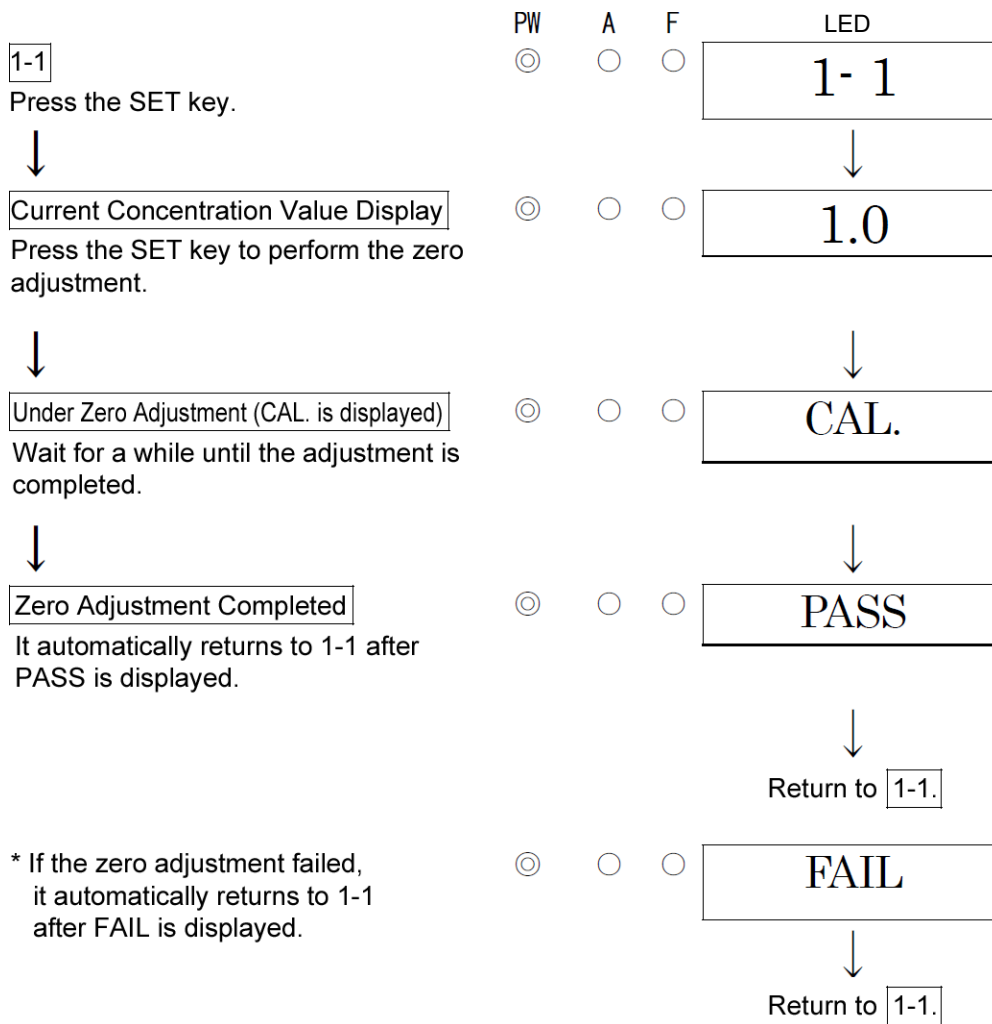 PW A F LED
1-1
1- 1
Press the SET key.
Current Concentration Value Display
1.0
Press the SET key to perform the zero
adjustment.
Under Zero Adjustment (CAL. is displayed)
CAL.
Wait for a while until the adjustment is
completed.
Zero Adjustment Completed
PASS
It automatically returns to 1-1 after
PASS is displayed.
Return to 1-1.
* If the zero adjustment failed,
it automatically returns to 1-1
after FAIL is displayed.
FAIL
Return to 1-1.